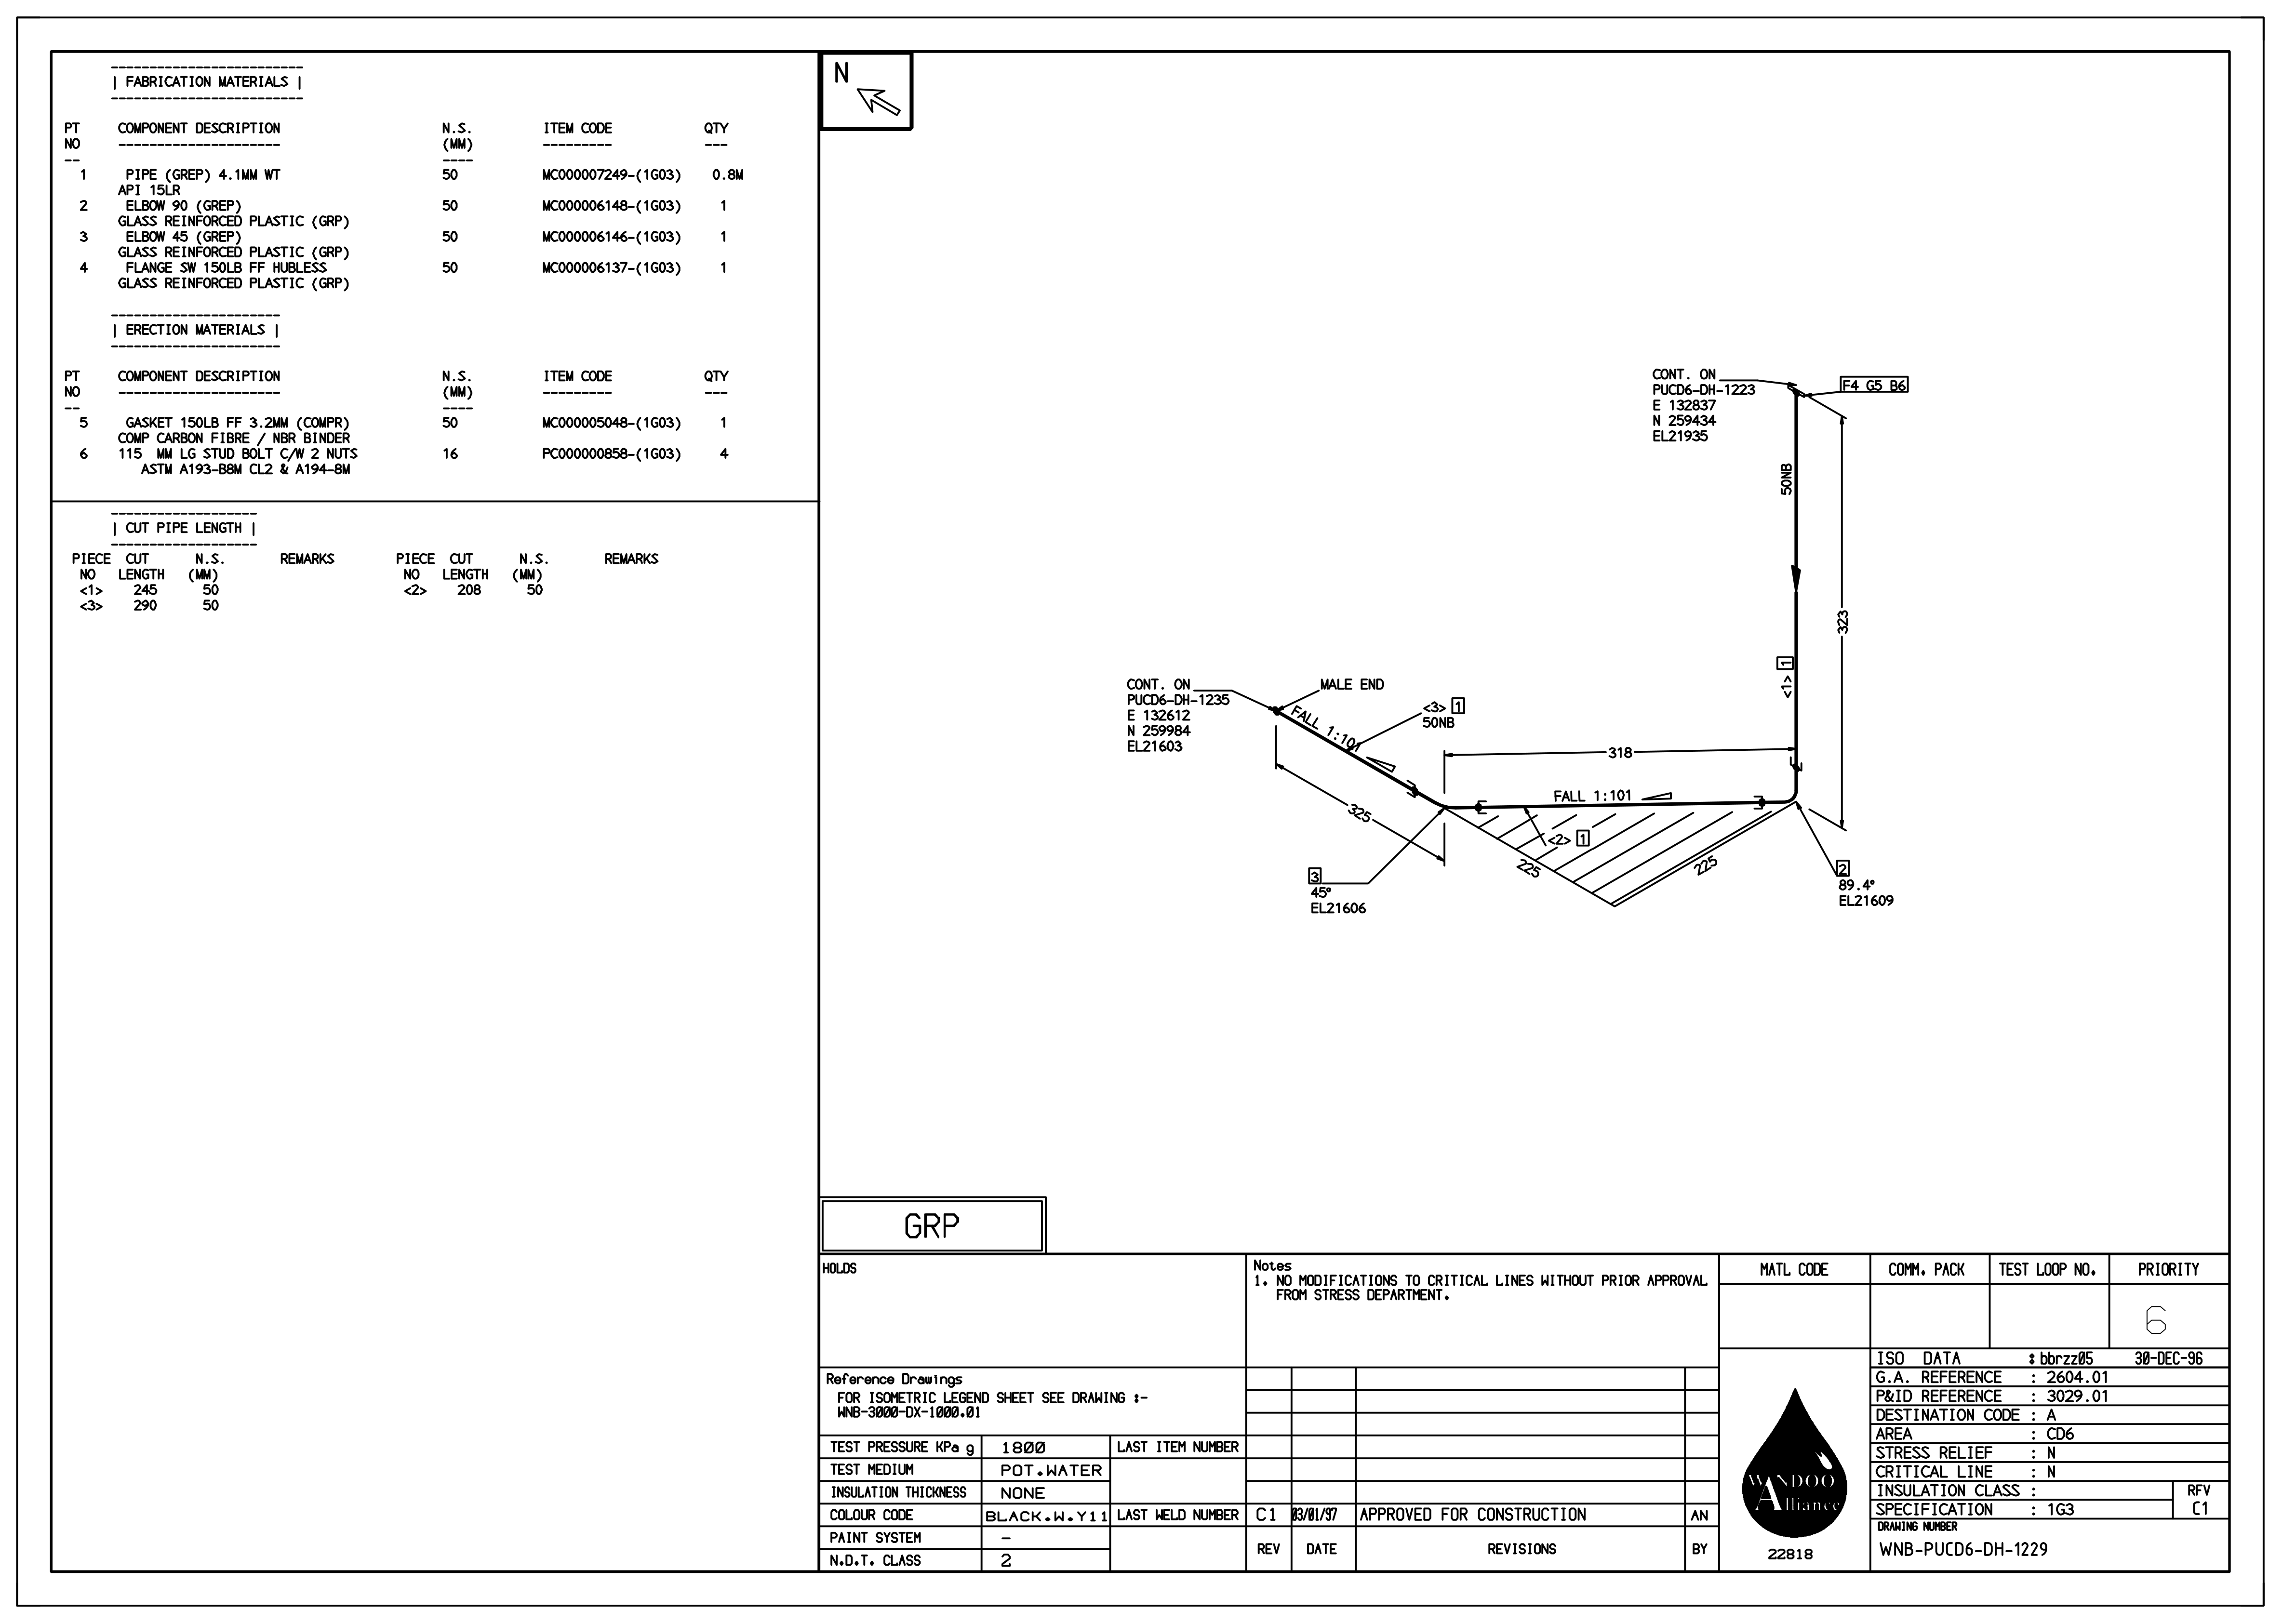 -------------------------
| FABRICATION MATERIALS |
-------------------------
PT COMPONENT DESCRIPTION N.S. ITEM CODE QTY
NO --------------------- (MM) --------- ---
-- ----
1 PIPE (GREP) 4.1MM WT 50 MC000007249-(1G03) 0.8M
API 15LR
2 ELBOW 90 (GREP) 50 MC000006148-(1G03) 1
GLASS REINFORCED PLASTIC (GRP)
3 ELBOW 45 (GREP) 50 MC000006146-(1G03) 1
GLASS REINFORCED PLASTIC (GRP)
4 FLANGE SW 150LB FF HUBLESS 50 MC000006137-(1G03) 1
GLASS REINFORCED PLASTIC (GRP)
----------------------
| ERECTION MATERIALS |
----------------------
PT COMPONENT DESCRIPTION N.S. ITEM CODE QTY
NO --------------------- (MM) --------- ---
-- ----
5 GASKET 150LB FF 3.2MM (COMPR) 50 MC000005048-(1G03) 1
COMP CARBON FIBRE / NBR BINDER
6 115 MM LG STUD BOLT C/W 2 NUTS 16 PC000000858-(1G03) 4
ASTM A193-B8M CL2 & A194-8M
-------------------
| CUT PIPE LENGTH |
-------------------
PIECE CUT N.S. REMARKS PIECE CUT N.S. REMARKS
NO LENGTH (MM) NO LENGTH (MM)
<1> 245 50 <2> 208 50
<3> 290 50
N
CONT. ON
PUCD6-DH-1223
E 132837
N 259434
EL21935
F4 G5 B6
50NB
323
<1> 1
CONT. ON
PUCD6-DH-1235
E 132612
N 259984
EL21603
MALE END
FALL 1:101
<3> 1
50NB
318
FALL 1:101
325
<2> 1
225
225
3
45°
EL21606
2
89.4°
EL21609
GRP
HOLDS
Notes
1. NO MODIFICATIONS TO CRITICAL LINES WITHOUT PRIOR APPROVAL
FROM STRESS DEPARTMENT.
MATL CODE COMM. PACK TEST LOOP NO. PRIORITY
6
Reference Drawings
FOR ISOMETRIC LEGEND SHEET SEE DRAWING :-
WNB-3000-DX-1000.01
TEST PRESSURE KPa g 1800 LAST ITEM NUMBER
TEST MEDIUM POT.WATER
INSULATION THICKNESS NONE
COLOUR CODE BLACK.W.Y11 LAST WELD NUMBER
PAINT SYSTEM -
N.D.T. CLASS 2
C1 03/01/97 APPROVED FOR CONSTRUCTION AN
REV DATE REVISIONS BY
WANDOO
Alliance
22818
ISO DATA : bbrzz05 30-DEC-96
G.A. REFERENCE : 2604.01
P&ID REFERENCE : 3029.01
DESTINATION CODE : A
AREA : CD6
STRESS RELIEF : N
CRITICAL LINE : N
INSULATION CLASS : RFV
SPECIFICATION : 1G3 C1
DRAWING NUMBER
WNB-PUCD6-DH-1229